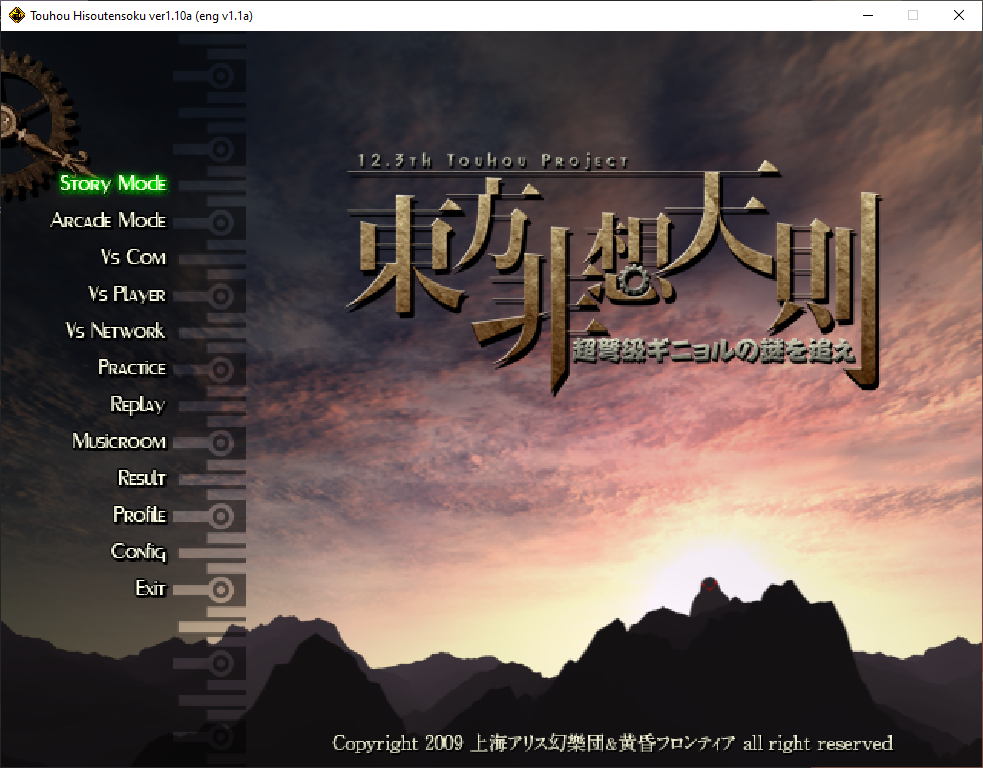 Touhou Hisoutensoku ver1.10a (eng v1.1a)
12.3th Touhou Project
東方非想天則
超弩級ギニョルの謎を追え
Story Mode
Arcade Mode
Vs Com
Vs Player
Vs Network
Practice
Replay
Musicroom
Result
Profile
Config
Exit
Copyright 2009 上海アリス幻樂団&黄昏フロンティア all right reserved